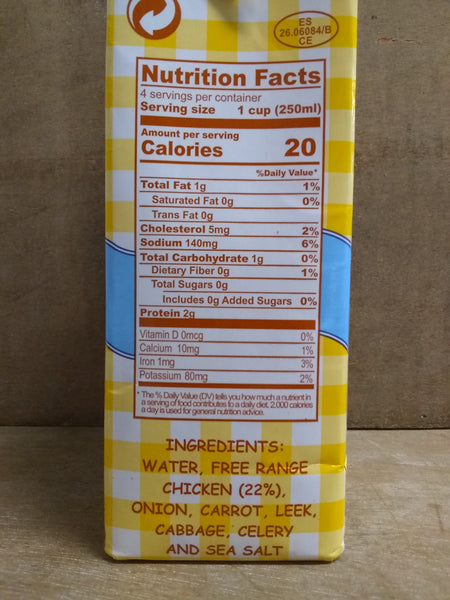 ES
26.06084/B
CE
Nutrition Facts
4 servings per container
Serving size 1 cup (250ml)
Amount per serving
Calories 20
%Daily Value*
Total Fat 1g 1%
Saturated Fat 0g 0%
Trans Fat 0g
Cholesterol 5mg 2%
Sodium 140mg 6%
Total Carbohydrate 1g 0%
Dietary Fiber 0g 1%
Total Sugars 0g
Includes 0g Added Sugars 0%
Protein 2g
Vitamin D 0mcg 0%
Calcium 10mg 1%
Iron 1mg 3%
Potassium 80mg 2%
* The % Daily Value (DV) tells you how much a nutrient in
a serving of food contributes to a daily diet. 2,000 calories
a day is used for general nutrition advice.
INGREDIENTS:
WATER, FREE RANGE
CHICKEN (22%),
ONION, CARROT, LEEK,
CABBAGE, CELERY
AND SEA SALT